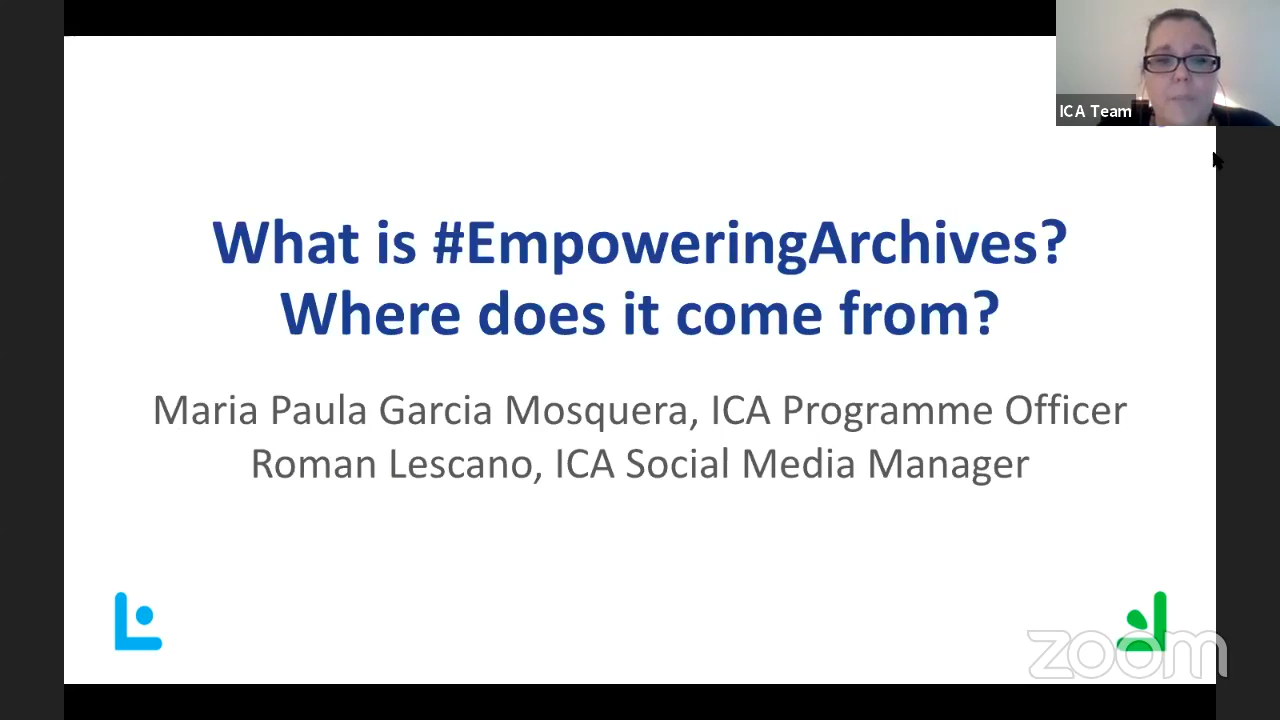 ICA Team
What is #EmpoweringArchives?
Where does it come from?
Maria Paula Garcia Mosquera, ICA Programme Officer
Roman Lescano, ICA Social Media Manager
zoom